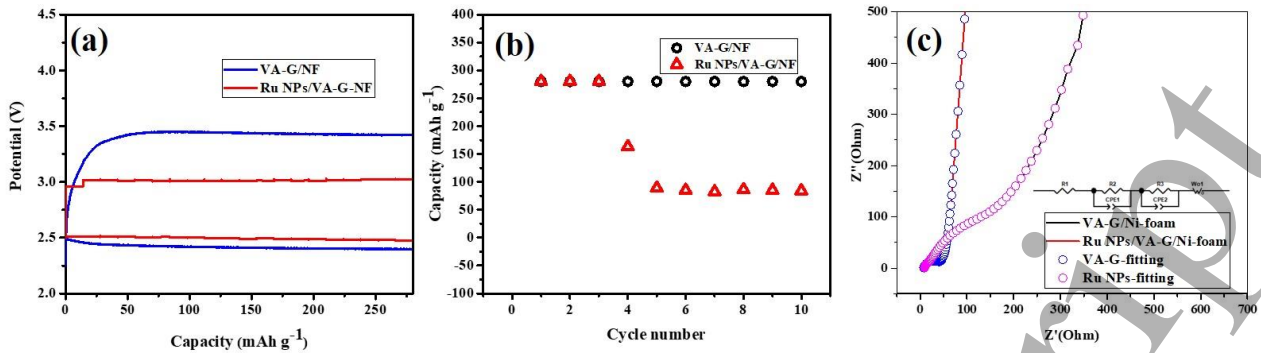 (a)
VA-G/NF
Ru NPs/VA-G-NF
4.5
4.0
3.5
3.0
2.5
2.0
Potential (V)
0 50 100 150 200 250
Capacity (mAh g-1)
(b)
VA-G/NF
Ru NPs/VA-G/NF
400
350
300
250
200
150
100
50
0
-50
-100
Capacity (mAh g-1)
0 2 4 6 8 10
Cycle number
(c)
500
400
300
200
100
0
Z''(Ohm)
R1 R2 R3 Wo1
CPE1 CPE2
VA-G/Ni-foam
Ru NPs/VA-G/Ni-foam
VA-G-fitting
Ru NPs-fitting
0 100 200 300 400 500 600 700
Z'(Ohm)